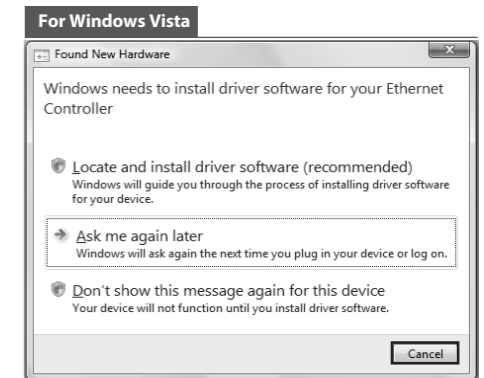 For Windows Vista
Found New Hardware
Windows needs to install driver software for your Ethernet
Controller
Locate and install driver software (recommended)
Windows will guide you through the process of installing driver software
for your device.
Ask me again later
Windows will ask again the next time you plug in your device or log on.
Don't show this message again for this device
Your device will not function until you install driver software.
Cancel